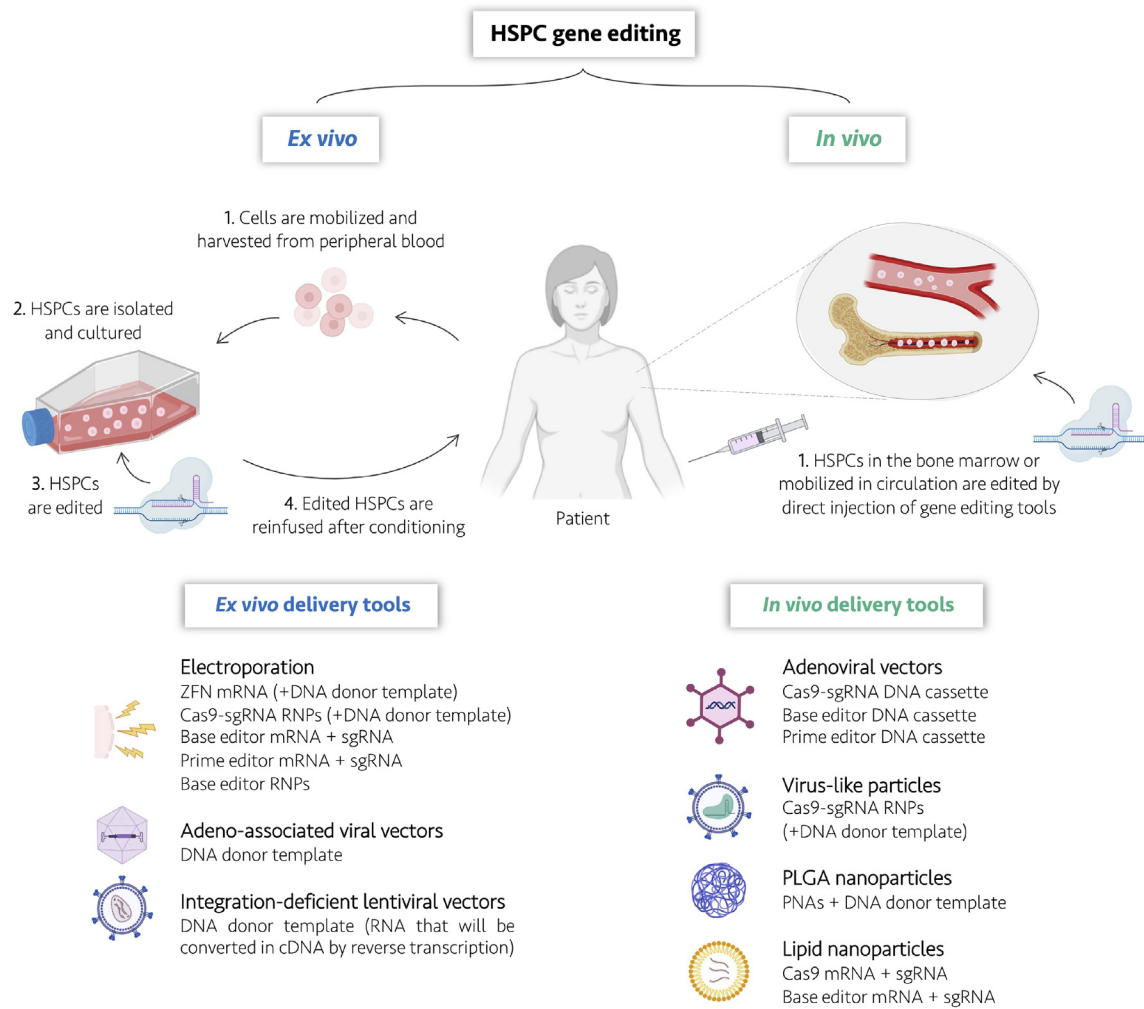 HSPC gene editing
Ex vivo
In vivo
1. Cells are mobilized and
harvested from peripheral blood
2. HSPCs are isolated
and cultured
3. HSPCs
are edited
4. Edited HSPCs are
reinfused after conditioning
Patient
1. HSPCs in the bone marrow or
mobilized in circulation are edited by
direct injection of gene editing tools
Ex vivo delivery tools
Electroporation
ZFN mRNA (+DNA donor template)
Cas9-sgRNA RNPs (+DNA donor template)
Base editor mRNA + sgRNA
Prime editor mRNA + sgRNA
Base editor RNPs
Adeno-associated viral vectors
DNA donor template
Integration-deficient lentiviral vectors
DNA donor template (RNA that will be
converted in cDNA by reverse transcription)
In vivo delivery tools
Adenoviral vectors
Cas9-sgRNA DNA cassette
Base editor DNA cassette
Prime editor DNA cassette
Virus-like particles
Cas9-sgRNA RNPs
(+DNA donor template)
PLGA nanoparticles
PNAs + DNA donor template
Lipid nanoparticles
Cas9 mRNA + sgRNA
Base editor mRNA + sgRNA